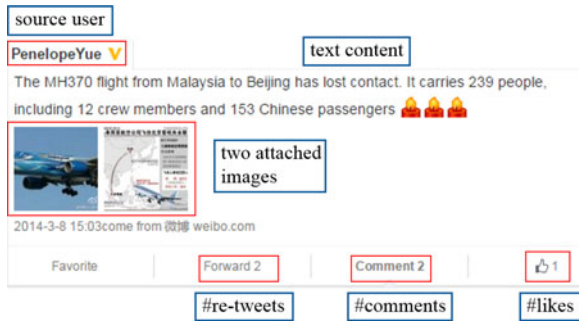 source user
PenelopeYue V
text content
The MH370 flight from Malaysia to Beijing has lost contact. It carries 239 people,
including 12 crew members and 153 Chinese passengers
two attached
images
2014-3-8 15:03come from 微博 weibo.com
Favorite
Forward 2
Comment 2
1
#re-tweets
#comments
#likes